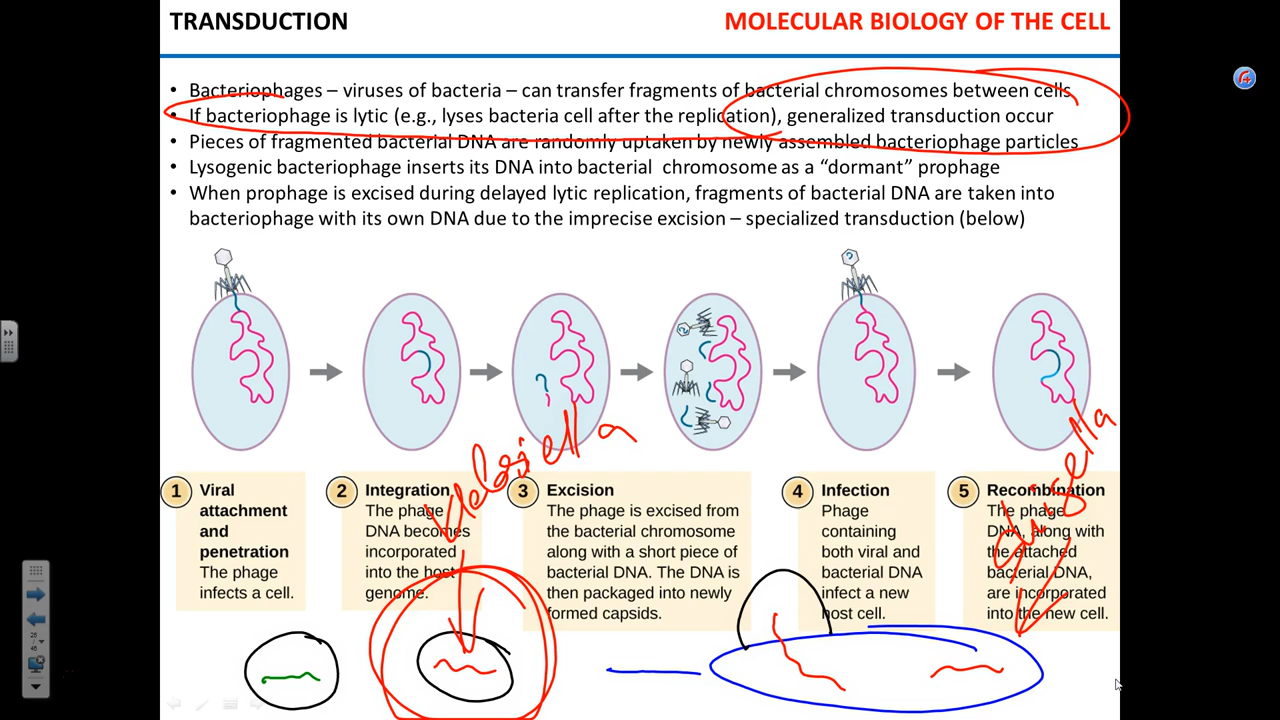 TRANSDUCTION
MOLECULAR BIOLOGY OF THE CELL
• Bacteriophages – viruses of bacteria – can transfer fragments of bacterial chromosomes between cells
• If bacteriophage is lytic (e.g., lyses bacteria cell after the replication), generalized transduction occur
• Pieces of fragmented bacterial DNA are randomly uptaken by newly assembled bacteriophage particles
• Lysogenic bacteriophage inserts its DNA into bacterial chromosome as a “dormant” prophage
• When prophage is excised during delayed lytic replication, fragments of bacterial DNA are taken into
bacteriophage with its own DNA due to the imprecise excision – specialized transduction (below)
1 Viral
attachment
and
penetration
The phage
infects a cell.
2 Integration
The phage
DNA becomes
incorporated
into the host
genome.
3 Excision
The phage is excised from
the bacterial chromosome
along with a short piece of
bacterial DNA. The DNA is
then packaged into newly
formed capsids.
4 Infection
Phage
containing
both viral and
bacterial DNA
infect a new
host cell.
5 Recombination
The phage
DNA, along with
the attached
bacterial DNA,
are incorporated
into the new cell.
26
/
46